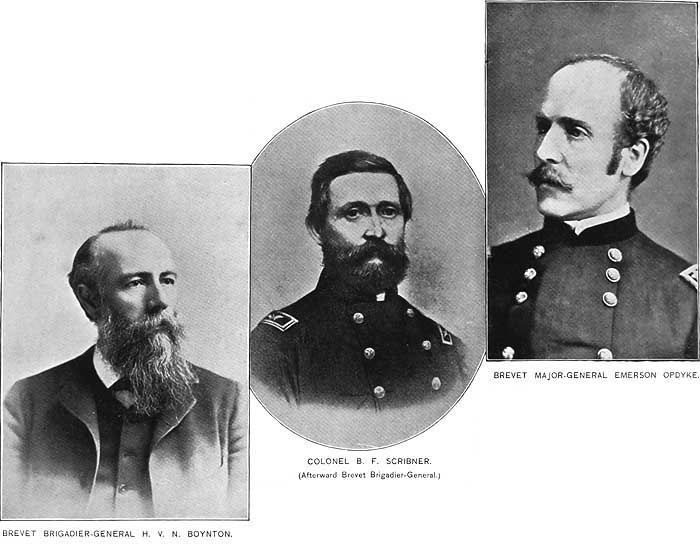 BREVET BRIGADIER-GENERAL H. V. N. BOYNTON.
COLONEL B. F. SCRIBNER.
(Afterward Brevet Brigadier-General.)
BREVET MAJOR-GENERAL EMERSON OPDYKE.